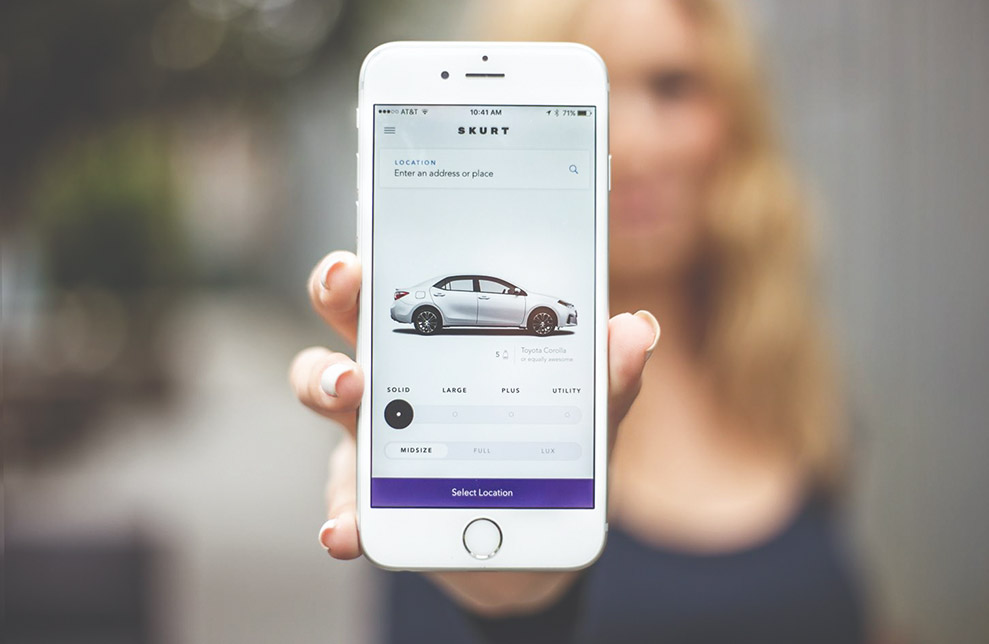 AT&T 10:41 AM 71%
SKURT
LOCATION
Enter an address or place
5 Toyota Corolla
or equally awesome
SOLID LARGE PLUS UTILITY
MIDSIZE FULL LUX
Select Location